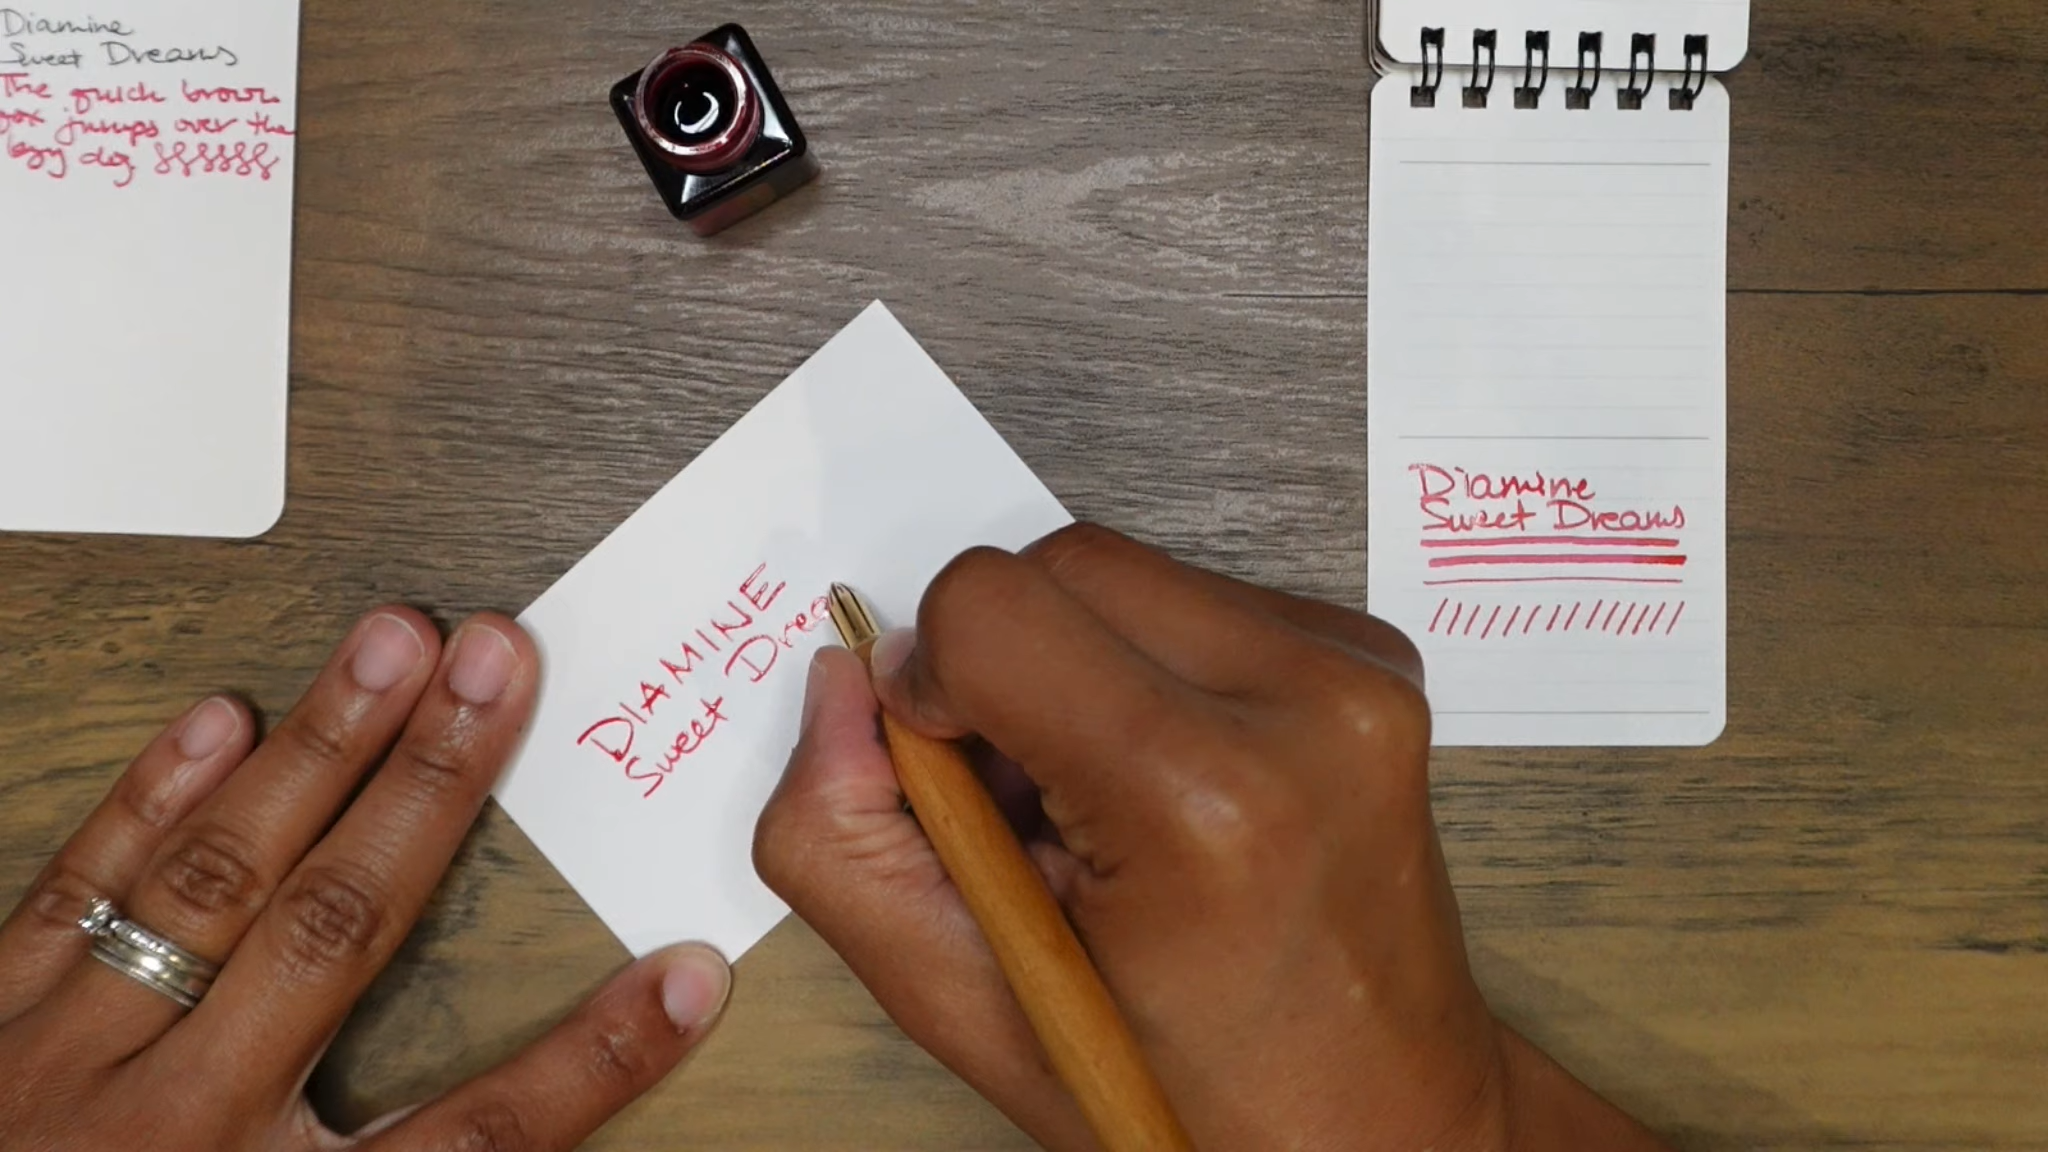 Diamine
Sweet Dreams
The quick brown
fox jumps over the
lazy dog
DIAMINE
Sweet Drea
Diamine
Sweet Dreams